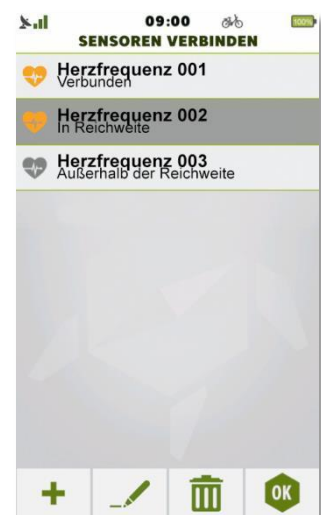 09:00
100%
SENSOREN VERBINDEN
Herzfrequenz 001
Verbunden
Herzfrequenz 002
In Reichweite
Herzfrequenz 003
Außerhalb der Reichweite
OK